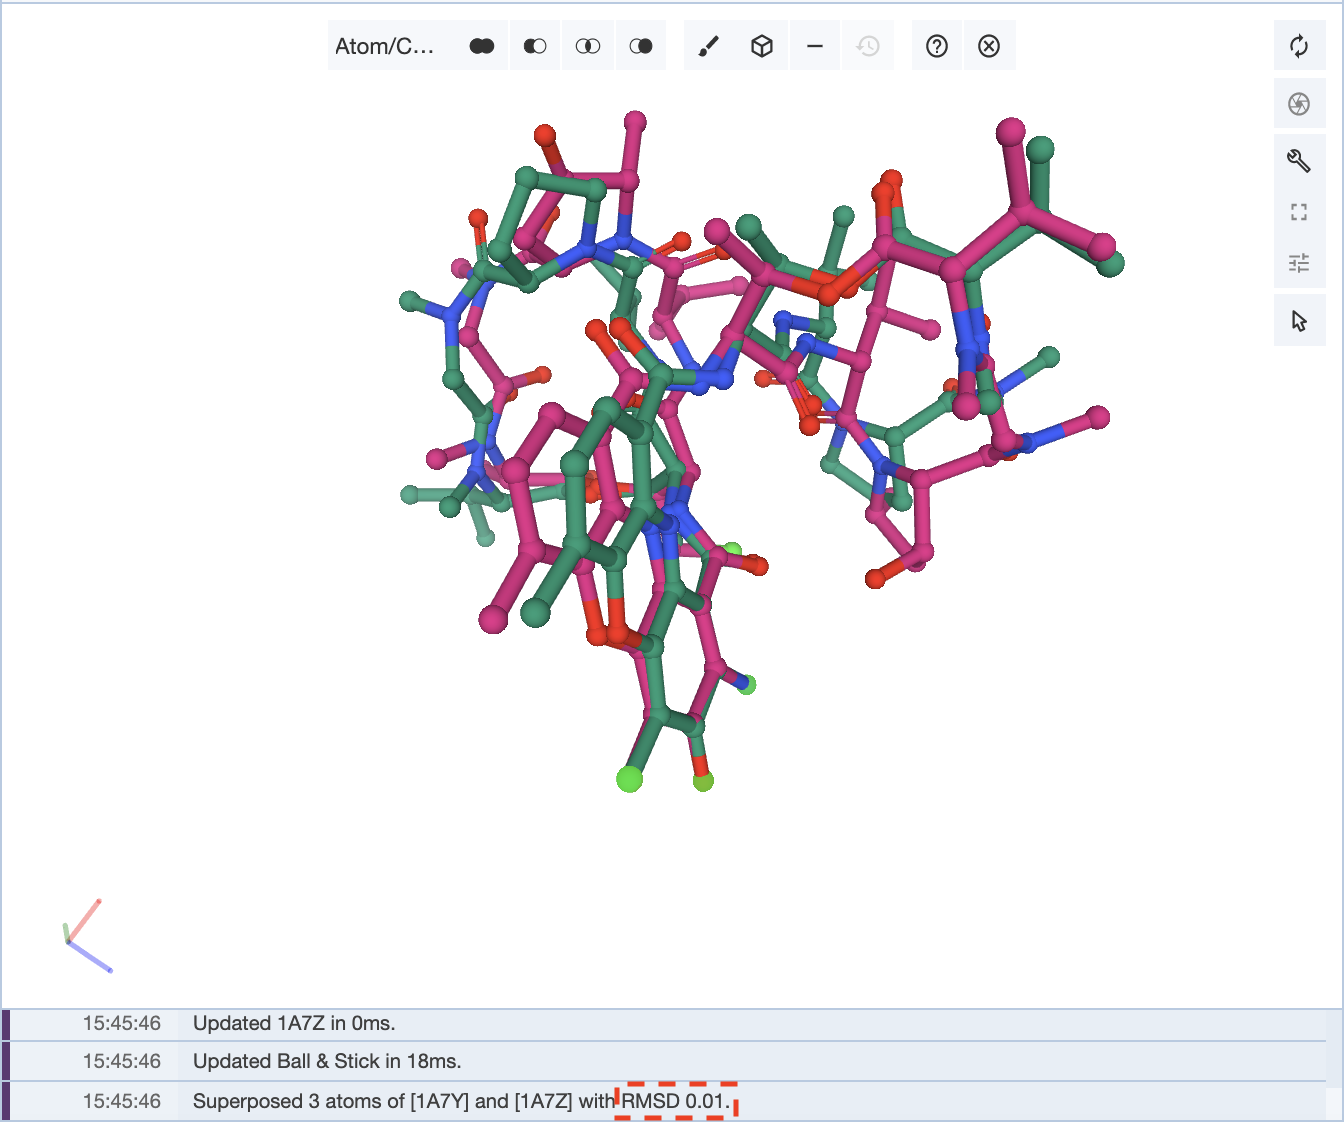 Atom/C...
15:45:46 Updated 1A7Z in 0ms.
15:45:46 Updated Ball & Stick in 18ms.
15:45:46 Superposed 3 atoms of [1A7Y] and [1A7Z] with RMSD 0.01.